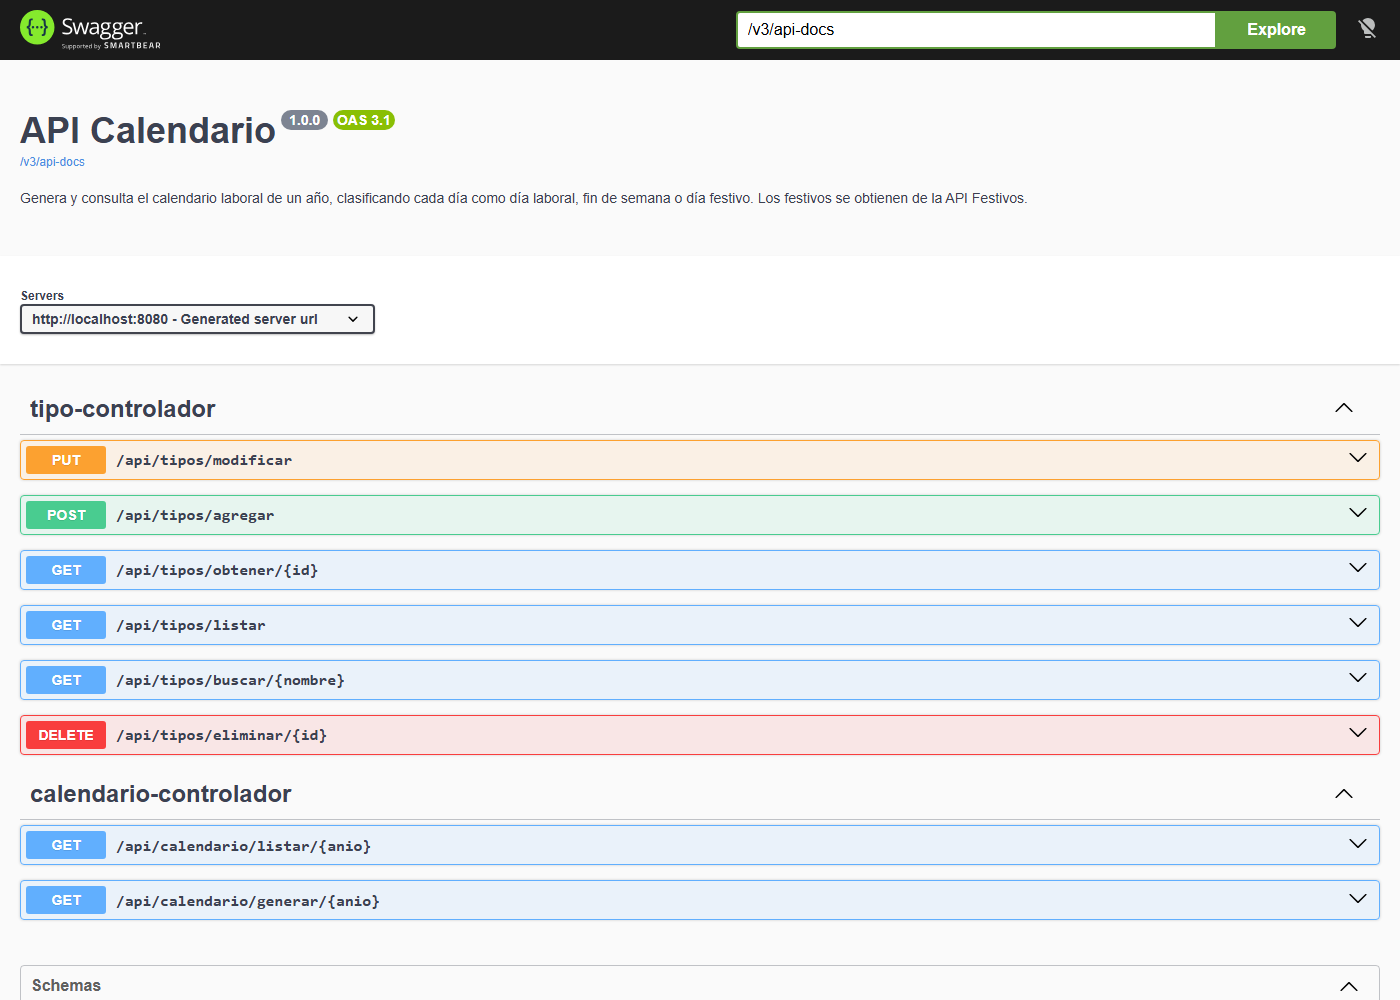 Swagger
Supported by SMARTBEAR
/v3/api-docs
Explore
API Calendario 1.0.0 OAS 3.1
/v3/api-docs
Genera y consulta el calendario laboral de un año, clasificando cada día como día laboral, fin de semana o día festivo. Los festivos se obtienen de la API Festivos.
Servers
http://localhost:8080 - Generated server url
tipo-controlador
PUT /api/tipos/modificar
POST /api/tipos/agregar
GET /api/tipos/obtener/{id}
GET /api/tipos/listar
GET /api/tipos/buscar/{nombre}
DELETE /api/tipos/eliminar/{id}
calendario-controlador
GET /api/calendario/listar/{anio}
GET /api/calendario/generar/{anio}
Schemas